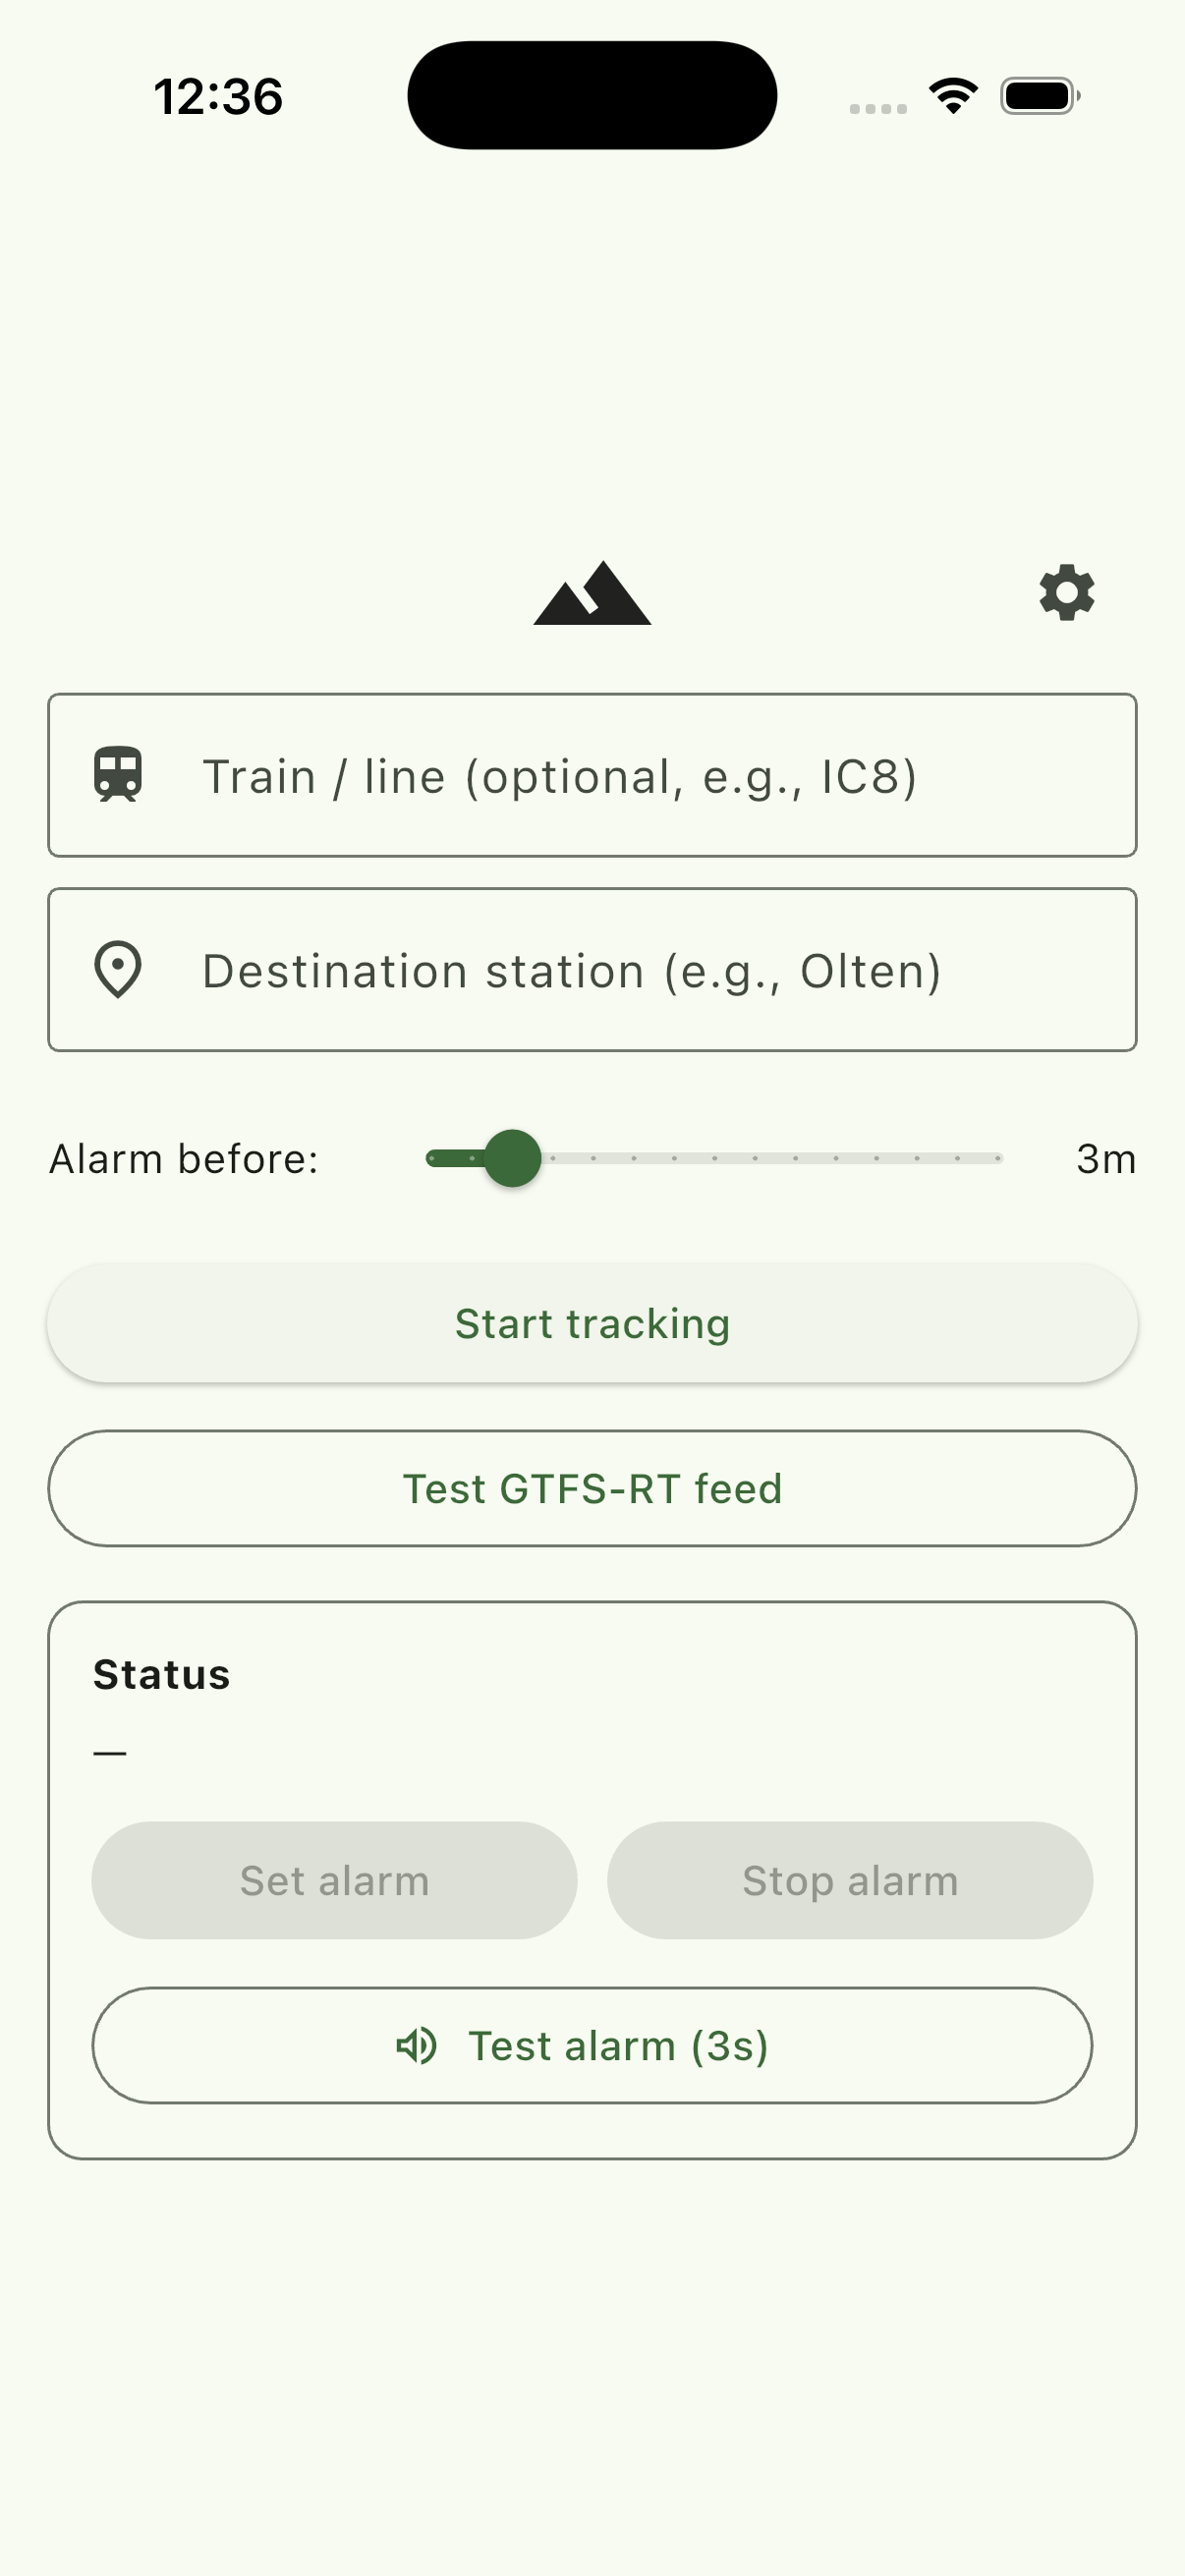 12:36
Train / line (optional, e.g., IC8)
Destination station (e.g., Olten)
Alarm before: 3m
Start tracking
Test GTFS-RT feed
Status
—
Set alarm Stop alarm
Test alarm (3s)